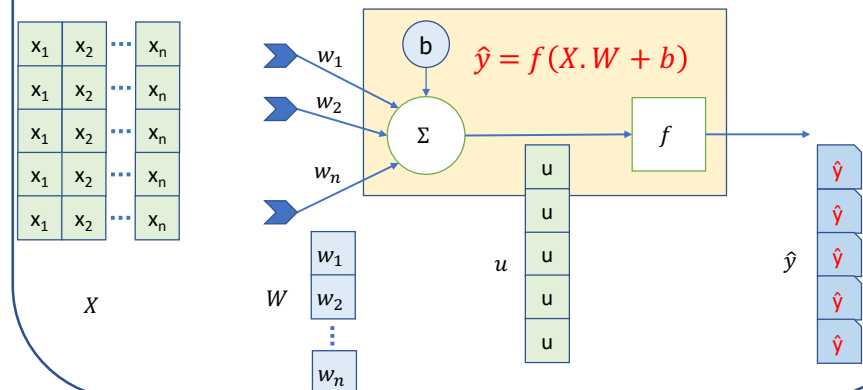 x1 x2 ... xn
x1 x2 ... xn
x1 x2 ... xn
x1 x2 ... xn
x1 x2 ... xn
X
w1
w2
wn
b
ŷ = f(X.W + b)
Σ
f
W
w1
w2
⋮
wn
u
u
u
u
u
u
ŷ
ŷ
ŷ
ŷ
ŷ
ŷ